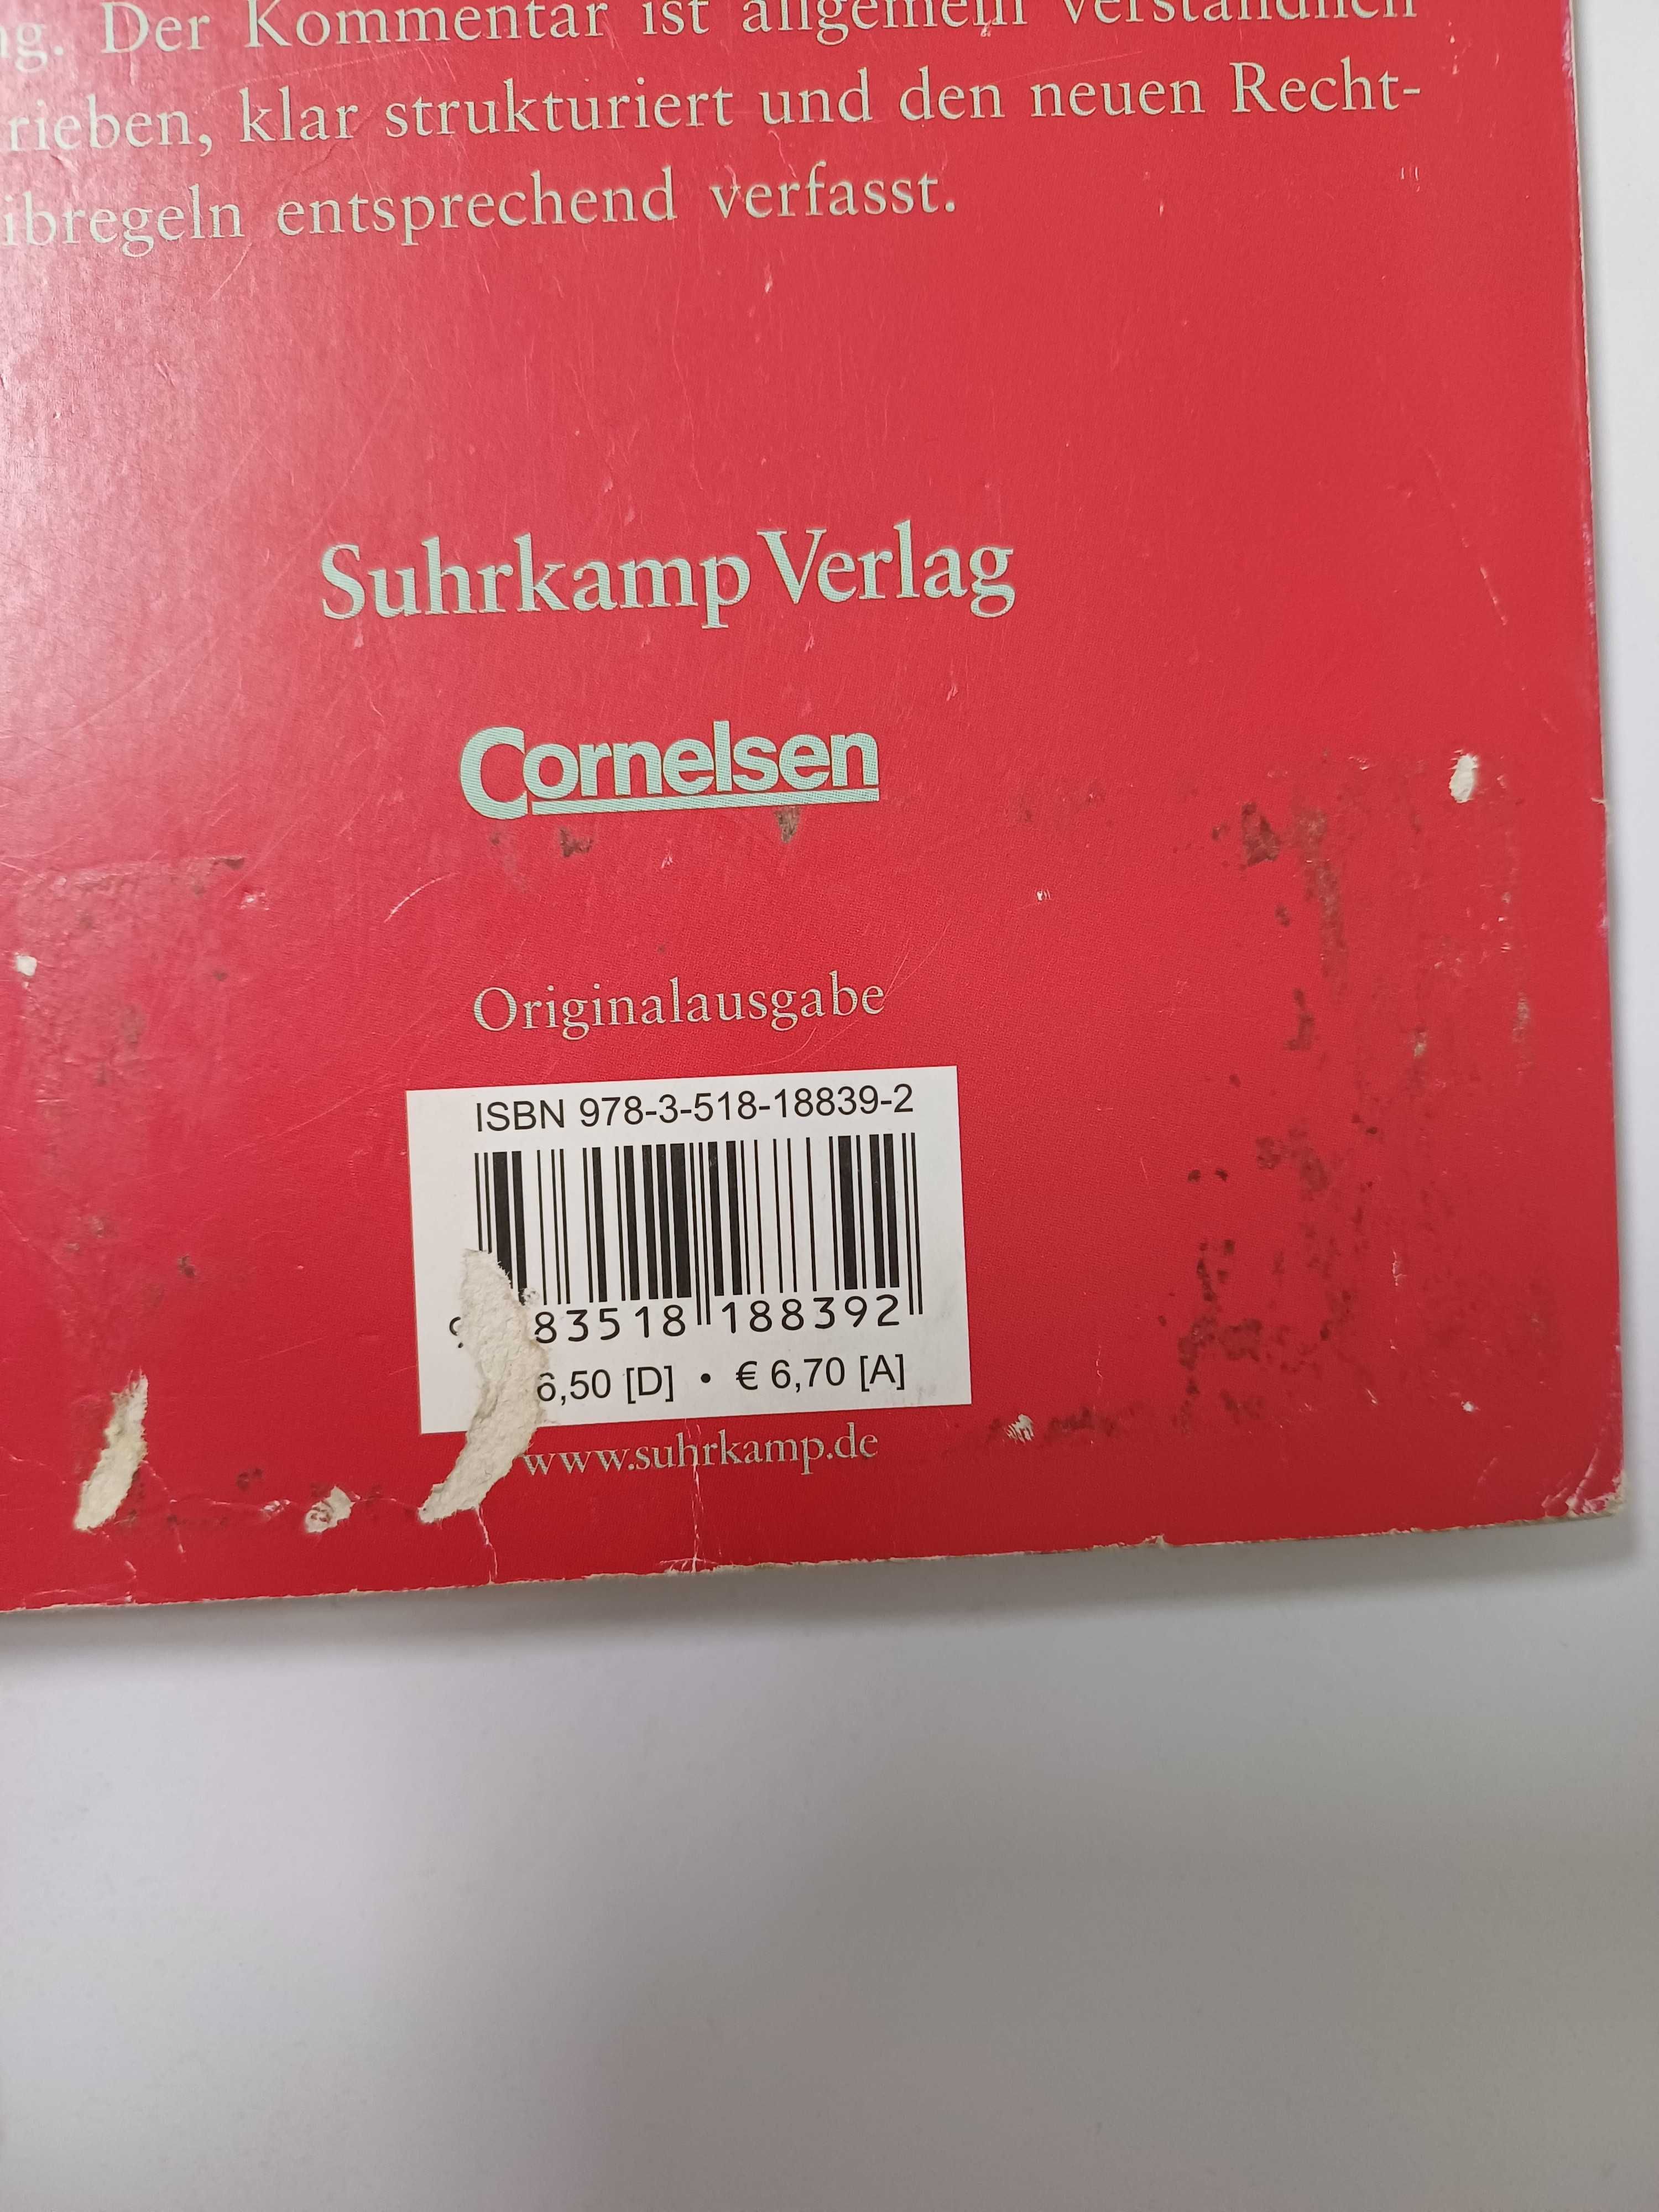 ng. Der Kommentar ist allgemein verständlich
rieben, klar strukturiert und den neuen Recht-
ibregeln entsprechend verfasst.
Suhrkamp Verlag
Cornelsen
Originalausgabe
ISBN 978-3-518-18839-2
83518 188392
6,50 [D] • € 6,70 [A]
www.suhrkamp.de